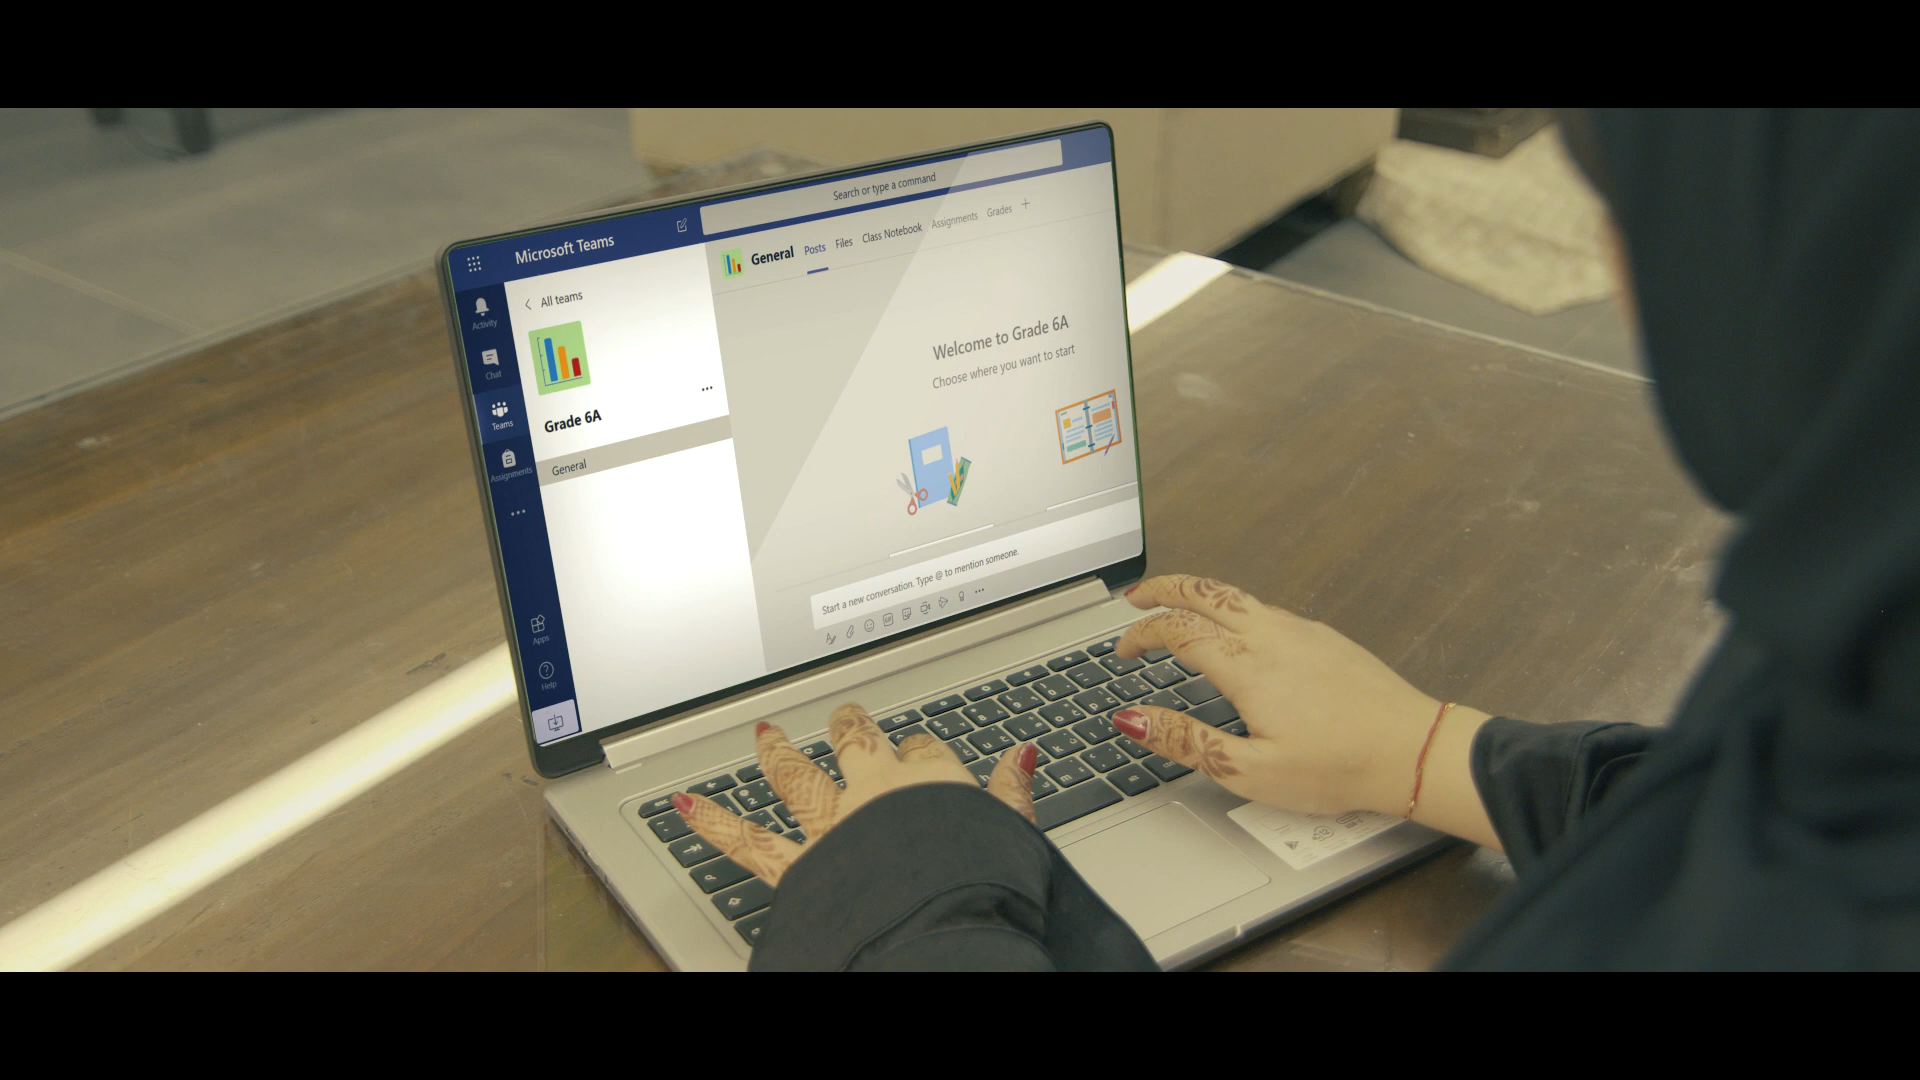 Microsoft Teams
Search or type a command
Activity
Chat
Teams
Assignments
Apps
Help
All teams
Grade 6A
General
General Posts Files Class Notebook Assignments Grades
Welcome to Grade 6A
Choose where you want to start
Start a new conversation. Type @ to mention someone.